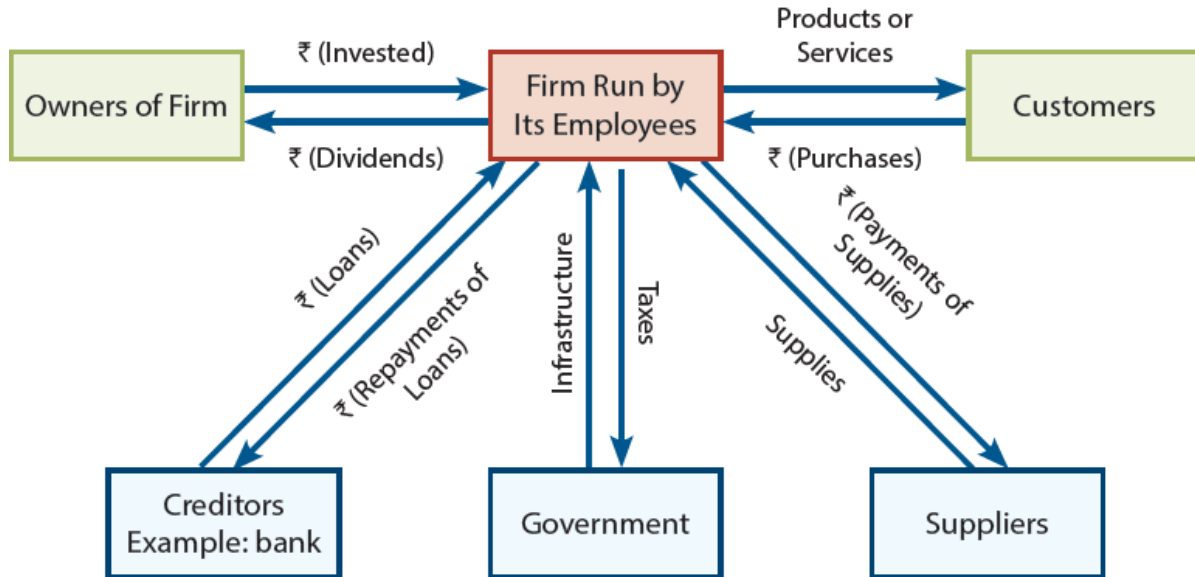 ₹ (Invested)
Products or
Services
Owners of Firm
Firm Run by
Its Employees
Customers
₹ (Dividends)
₹ (Purchases)
₹ (Loans)
₹ (Repayments of
Loans)
Infrastructure
Taxes
₹ (Payments of
Supplies)
Supplies
Creditors
Example: bank
Government
Suppliers